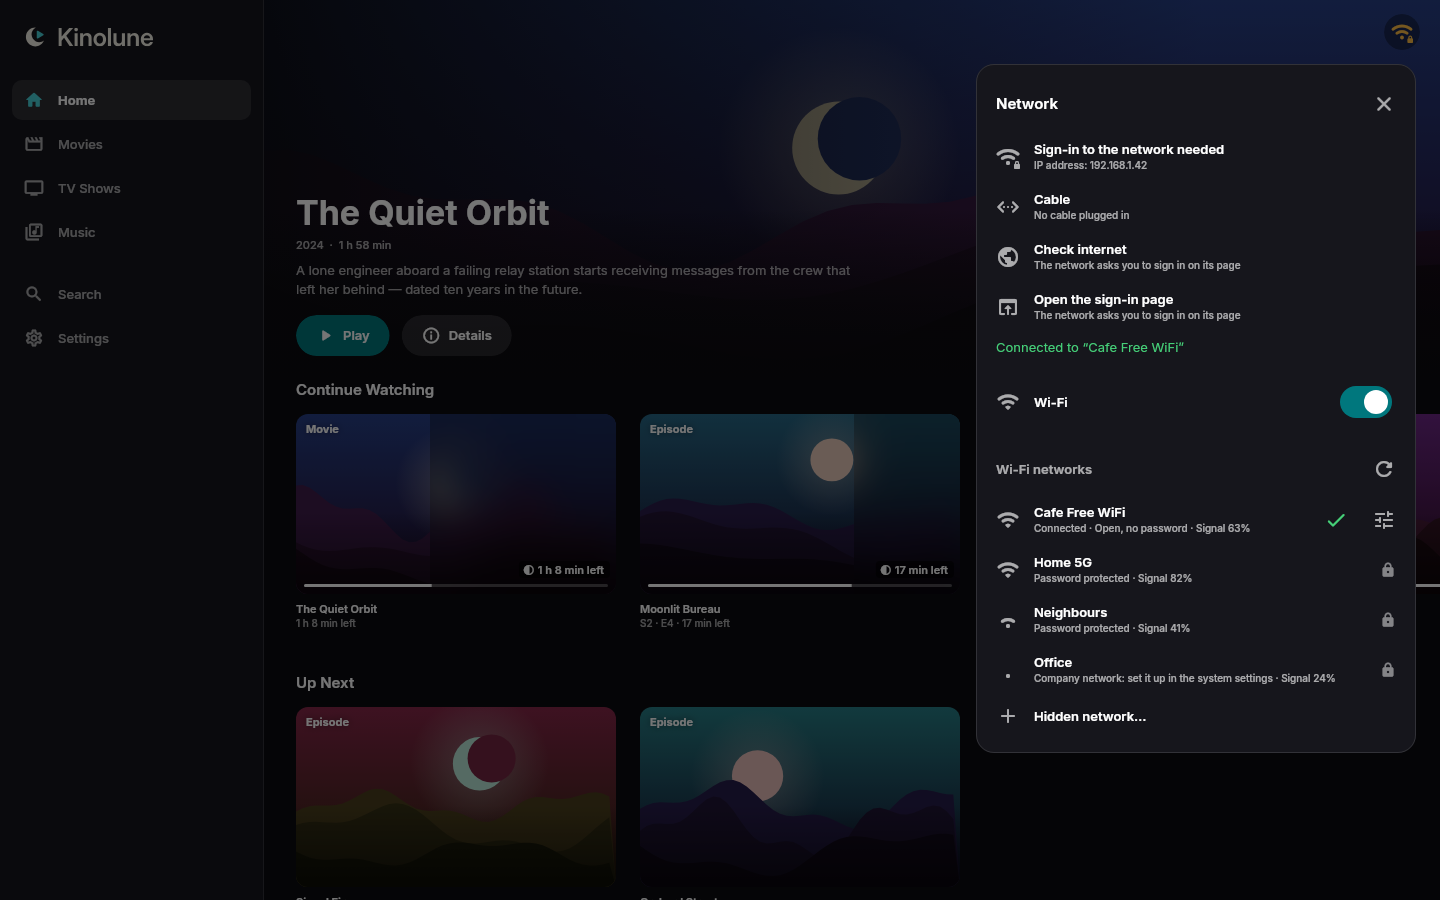 Kinolune
Home
Movies
TV Shows
Music
Search
Settings
The Quiet Orbit
2024 · 1 h 58 min
A lone engineer aboard a failing relay station starts receiving messages from the crew that
left her behind — dated ten years in the future.
Play
Details
Continue Watching
Movie
1 h 8 min left
The Quiet Orbit
1 h 8 min left
Episode
17 min left
Moonlit Bureau
S2 · E4 · 17 min left
Up Next
Episode
Episode
Network
Sign-in to the network needed
IP address: 192.168.1.42
Cable
No cable plugged in
Check internet
The network asks you to sign in on its page
Open the sign-in page
The network asks you to sign in on its page
Connected to “Cafe Free WiFi”
Wi-Fi
Wi-Fi networks
Cafe Free WiFi
Connected · Open, no password · Signal 63%
Home 5G
Password protected · Signal 82%
Neighbours
Password protected · Signal 41%
Office
Company network: set it up in the system settings · Signal 24%
Hidden network...